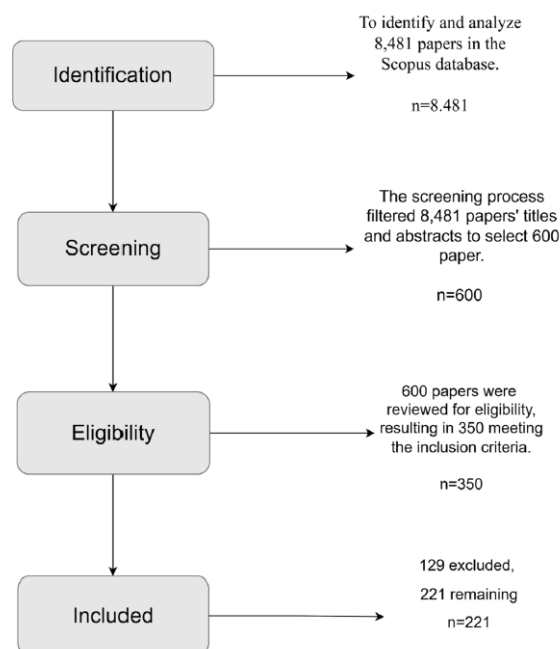 To identify and analyze
8,481 papers in the
Scopus database.
Identification
n=8.481
The screening process
filtered 8,481 papers' titles
and abstracts to select 600
paper.
Screening
n=600
600 papers were
reviewed for eligibility,
resulting in 350 meeting
the inclusion criteria.
Eligibility
n=350
129 excluded,
221 remaining
n=221
Included